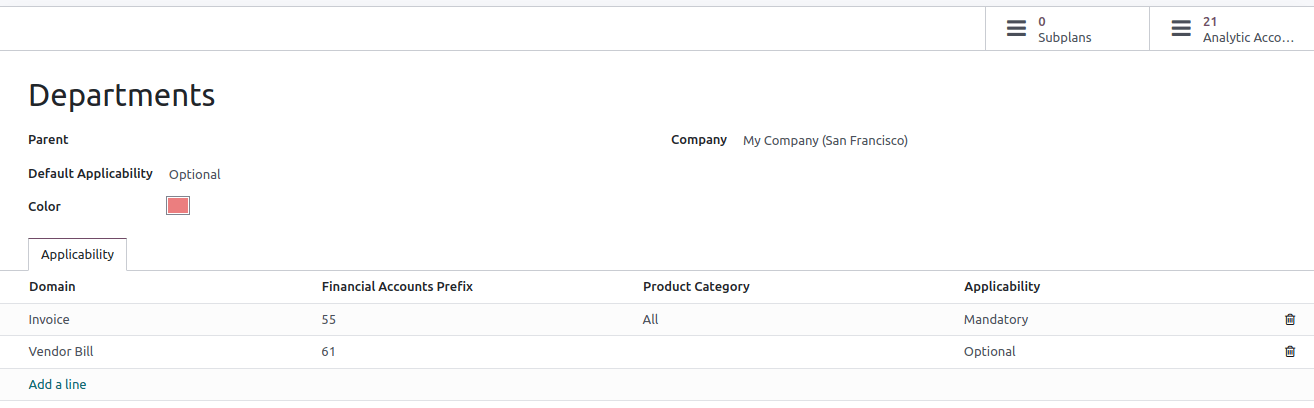 0
Subplans
21
Analytic Acco...
Departments
Parent
Company My Company (San Francisco)
Default Applicability Optional
Color
Applicability
Domain Financial Accounts Prefix Product Category Applicability
Invoice 55 All Mandatory
Vendor Bill 61 Optional
Add a line